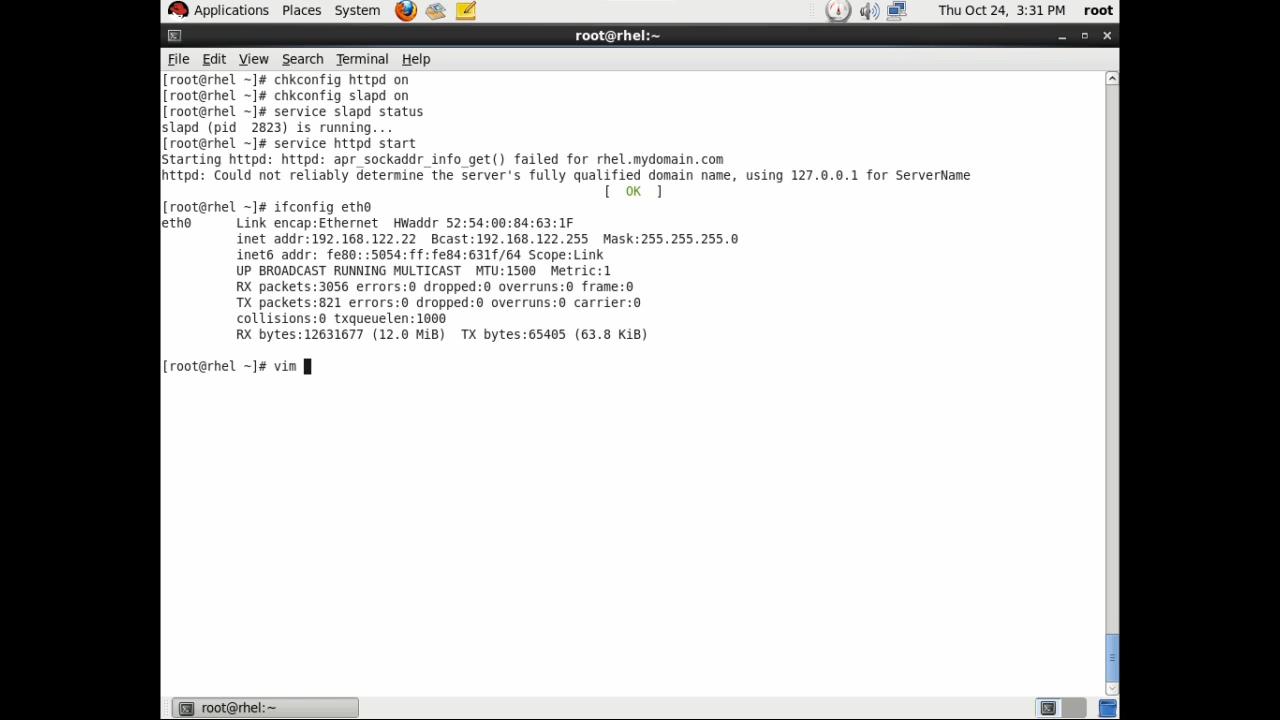 Applications Places System Thu Oct 24, 3:31 PM root
root@rhel:~
File Edit View Search Terminal Help
[root@rhel ~]# chkconfig httpd on
[root@rhel ~]# chkconfig slapd on
[root@rhel ~]# service slapd status
slapd (pid  2823) is running...
[root@rhel ~]# service httpd start
Starting httpd: httpd: apr_sockaddr_info_get() failed for rhel.mydomain.com
httpd: Could not reliably determine the server's fully qualified domain name, using 127.0.0.1 for ServerName
[  OK  ]
[root@rhel ~]# ifconfig eth0
eth0      Link encap:Ethernet  HWaddr 52:54:00:84:63:1F
inet addr:192.168.122.22  Bcast:192.168.122.255  Mask:255.255.255.0
inet6 addr: fe80::5054:ff:fe84:631f/64 Scope:Link
UP BROADCAST RUNNING MULTICAST  MTU:1500  Metric:1
RX packets:3056 errors:0 dropped:0 overruns:0 frame:0
TX packets:821 errors:0 dropped:0 overruns:0 carrier:0
collisions:0 txqueuelen:1000
RX bytes:12631677 (12.0 MiB)  TX bytes:65405 (63.8 KiB)
[root@rhel ~]# vim
root@rhel:~